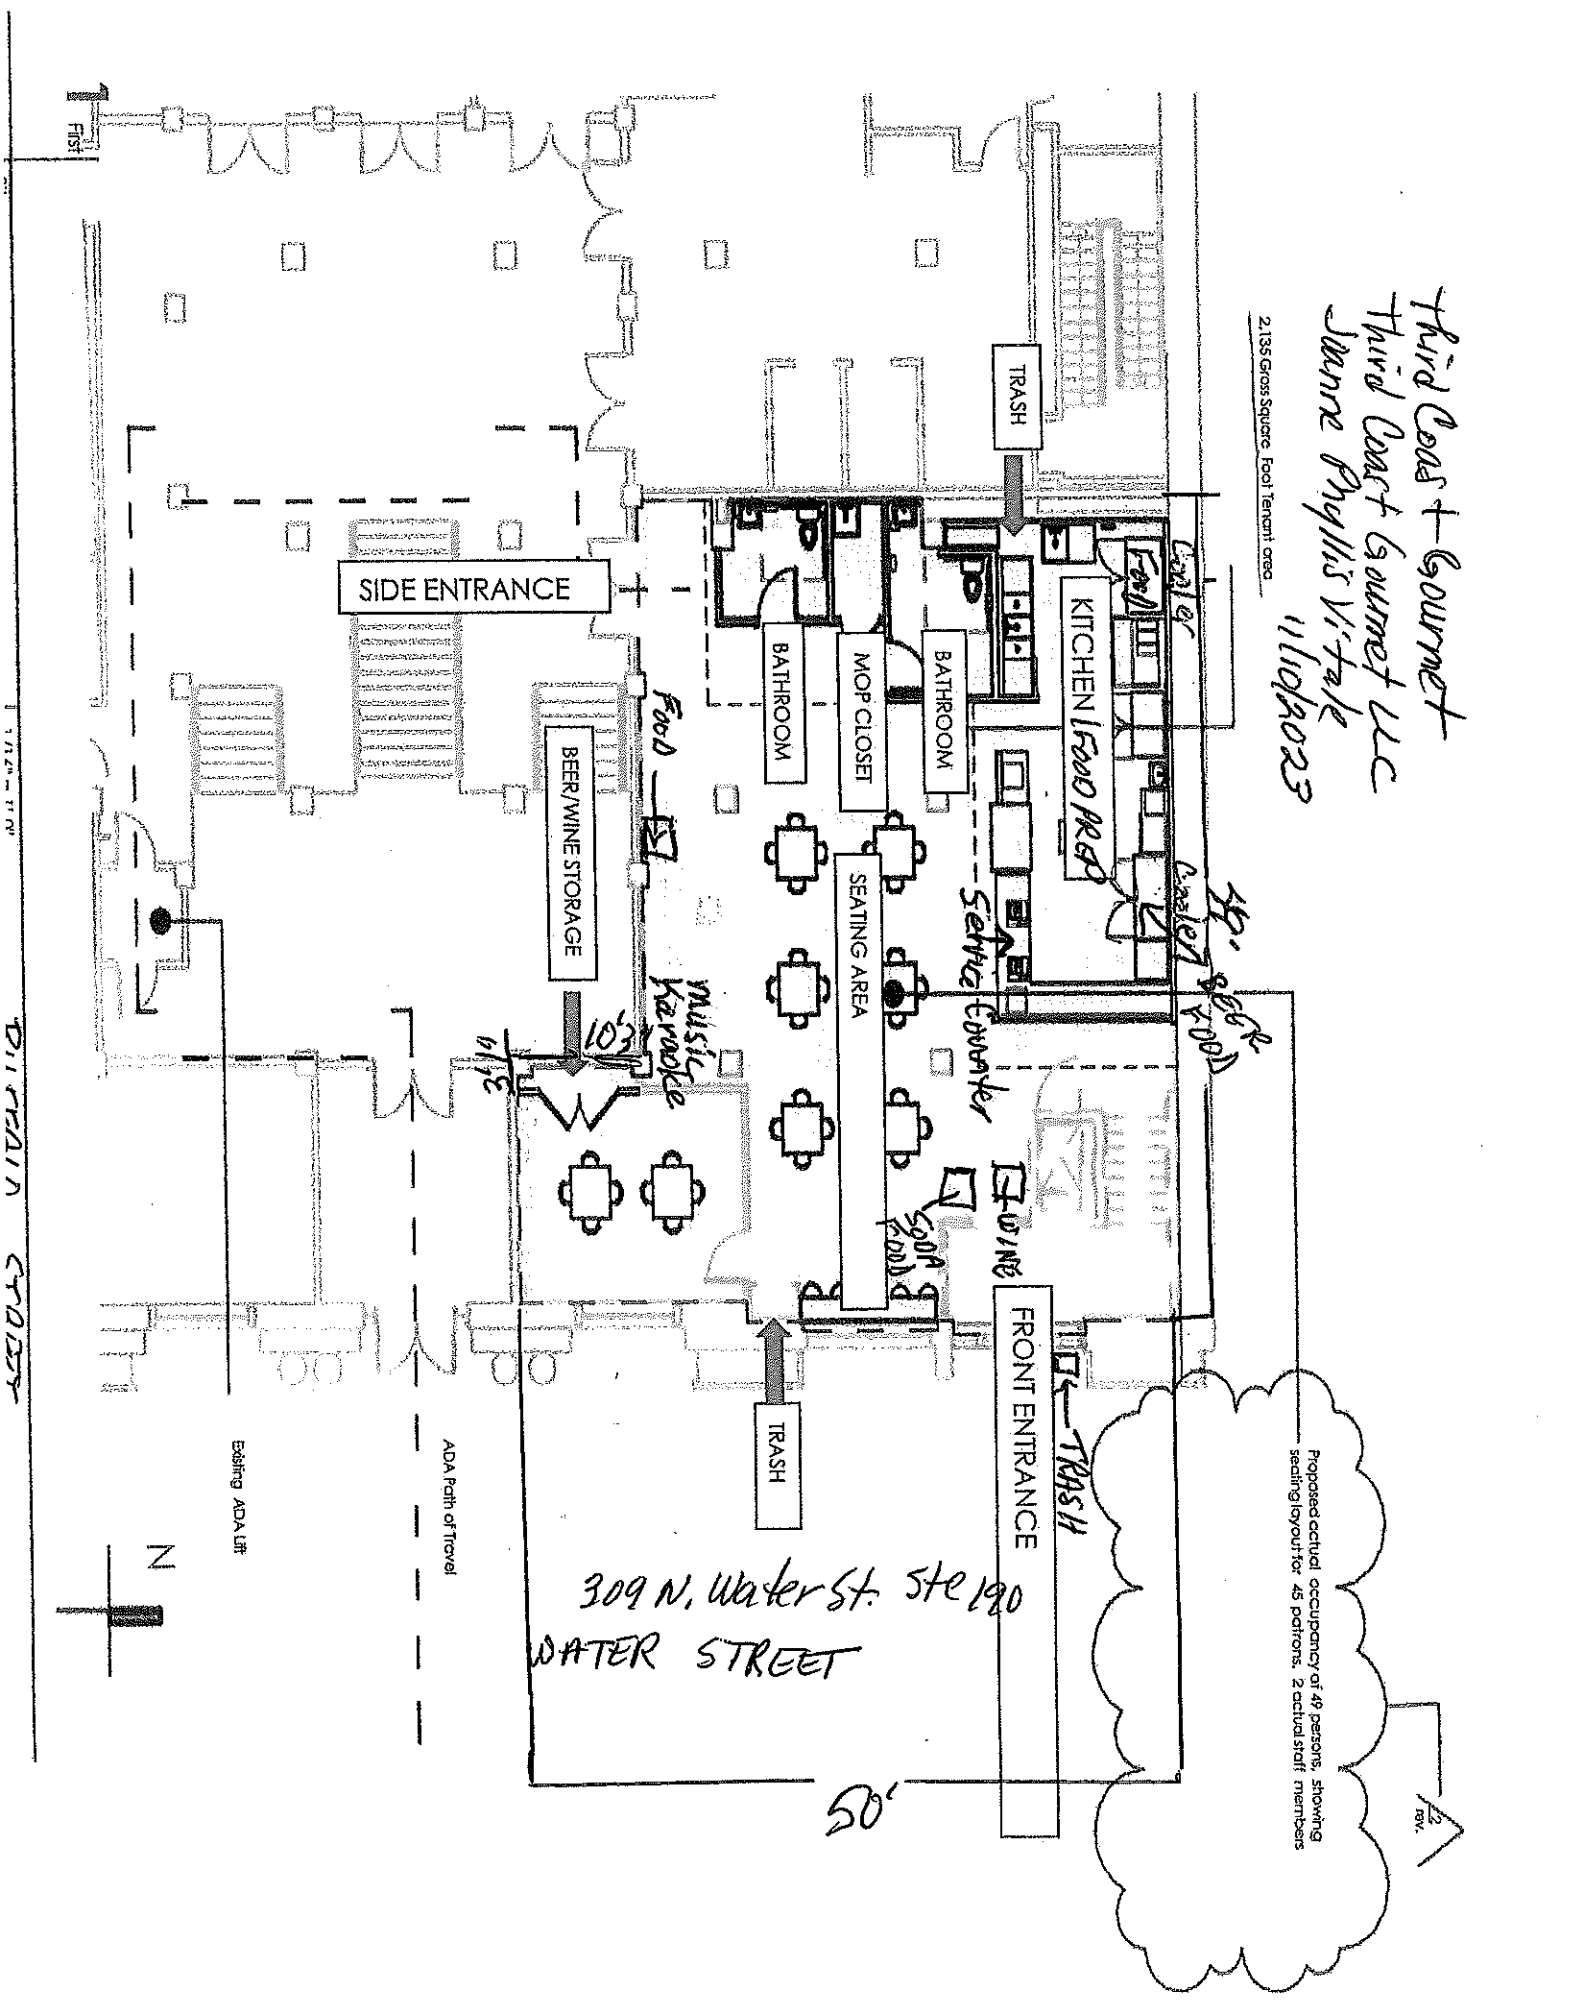 Third Coast Gourmet
Third Coast Gourmet LLC
Joanne Phyllis Vitale
11/10/2023
2,135 Gross Square Foot Tenant area
TRASH
Cooler
Food
KITCHEN/FOOD PREP
Cooler
BEER
FOOD
BATHROOM
MOP CLOSET
BATHROOM
Service Counter
SEATING AREA
SIDE ENTRANCE
FOOD
BEER/WINE STORAGE
music
Karaoke
WINE
SODA
FOOD
FRONT ENTRANCE
TRASH
TRASH
Proposed actual occupancy of 49 persons, showing
seating layout for 45 patrons. 2 actual staff members
2
rev.
309 N. Water St. Ste 190
WATER STREET
50'
ADA Path of Travel
Existing ADA Lift
N
First